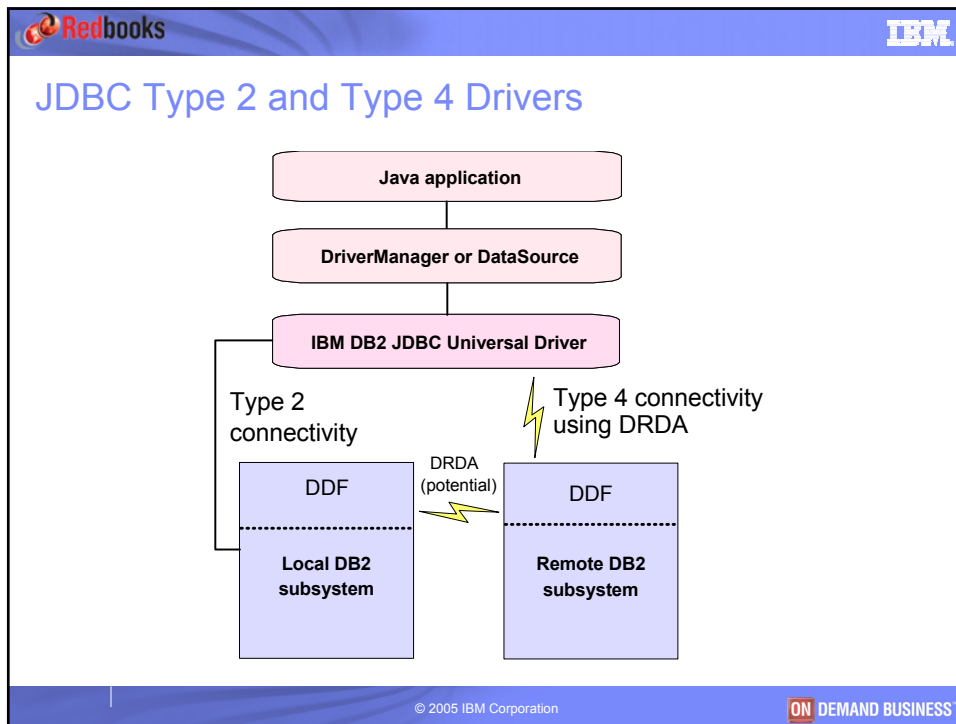 Redbooks
IBM
JDBC Type 2 and Type 4 Drivers
Java application
DriverManager or DataSource
IBM DB2 JDBC Universal Driver
Type 2
connectivity
Type 4 connectivity
using DRDA
DRDA
(potential)
DDF
DDF
Local DB2
subsystem
Remote DB2
subsystem
© 2005 IBM Corporation
ON DEMAND BUSINESS™